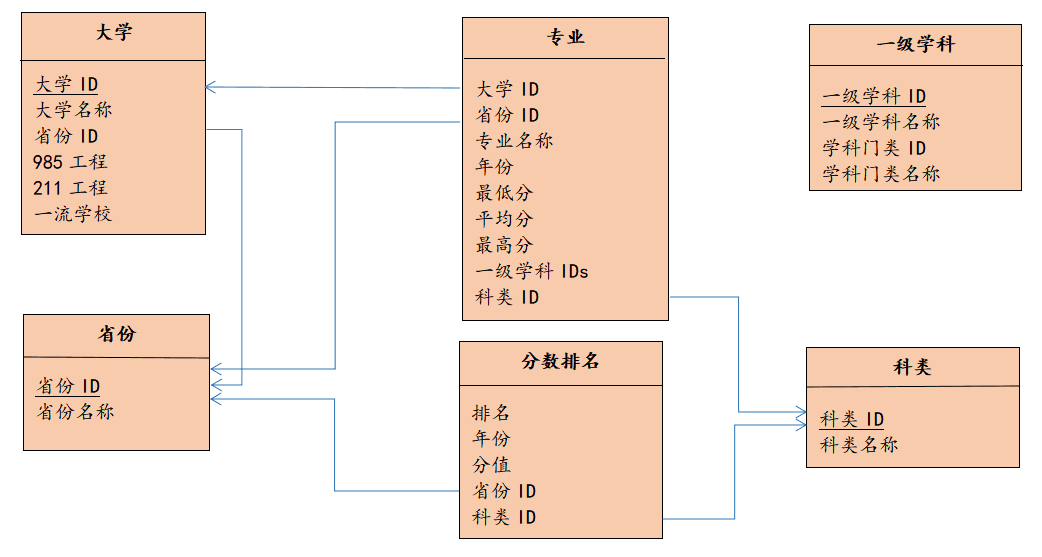 大学
大学 ID
大学名称
省份 ID
985 工程
211 工程
一流学校
专业
大学 ID
省份 ID
专业名称
年份
最低分
平均分
最高分
一级学科 IDs
科类 ID
一级学科
一级学科 ID
一级学科名称
学科门类 ID
学科门类名称
省份
省份 ID
省份名称
分数排名
排名
年份
分值
省份 ID
科类 ID
科类
科类 ID
科类名称